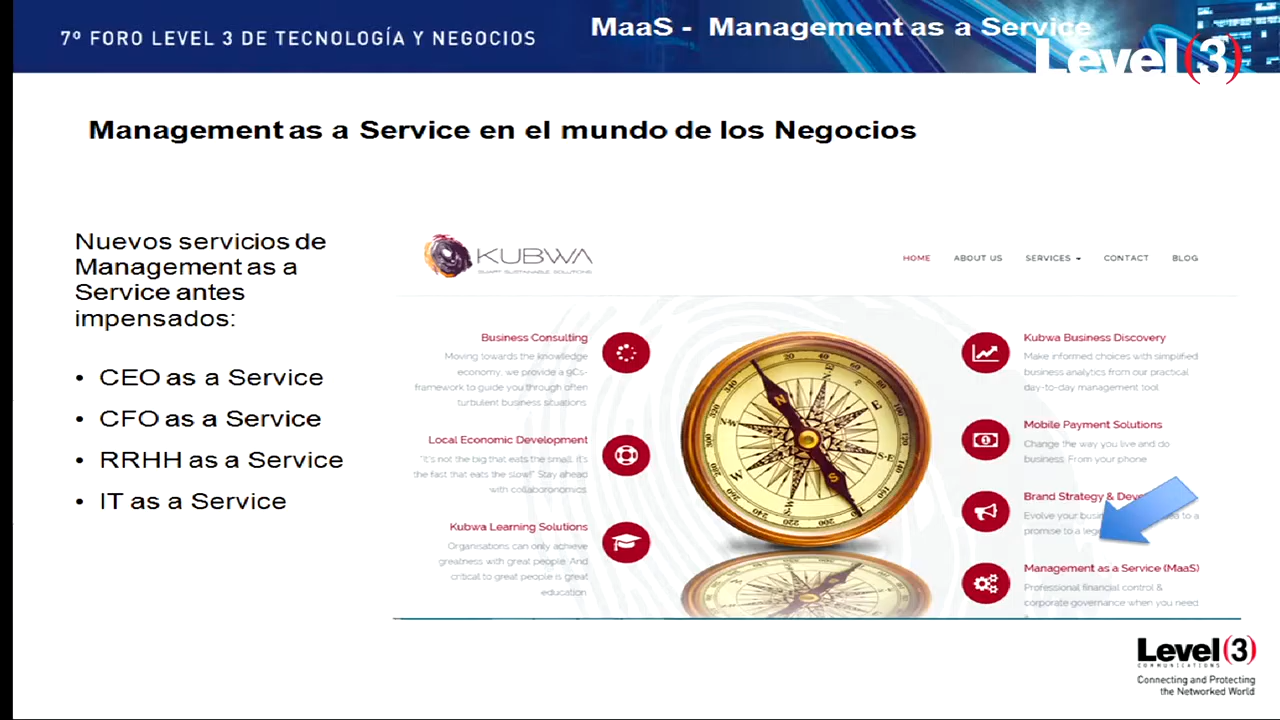 7º FORO LEVEL 3 DE TECNOLOGÍA Y NEGOCIOS
MaaS - Management as a Service
Level (3)
Management as a Service en el mundo de los Negocios
Nuevos servicios de
Management as a
Service antes
impensados:
• CEO as a Service
• CFO as a Service
• RRHH as a Service
• IT as a Service
KUBWA
SMART SUSTAINABLE SOLUTIONS
HOME
ABOUT US
SERVICES
CONTACT
BLOG
Business Consulting
Moving towards the knowledge
economy, we provide a 9Cs-
framework to guide you through often
turbulent business situations.
Local Economic Development
"It's not the big that eats the small, it's
the fast that eats the slow!" Stay ahead
with collaboronomics.
Kubwa Learning Solutions
Organisations can only achieve
greatness with great people. And
critical to great people is great
education.
N
E
S
W
Kubwa Business Discovery
Make informed choices with simplified
business analytics from our practical
day-to-day management tool
Mobile Payment Solutions
Change the way you live and do
business. From your phone
Brand Strategy &
Evolve your to a
promise to a
Management as a Service (MaaS)
Professional financial control &
corporate governance when you need
Level (3)
COMMUNICATIONS
Connecting and Protecting
the Networked World